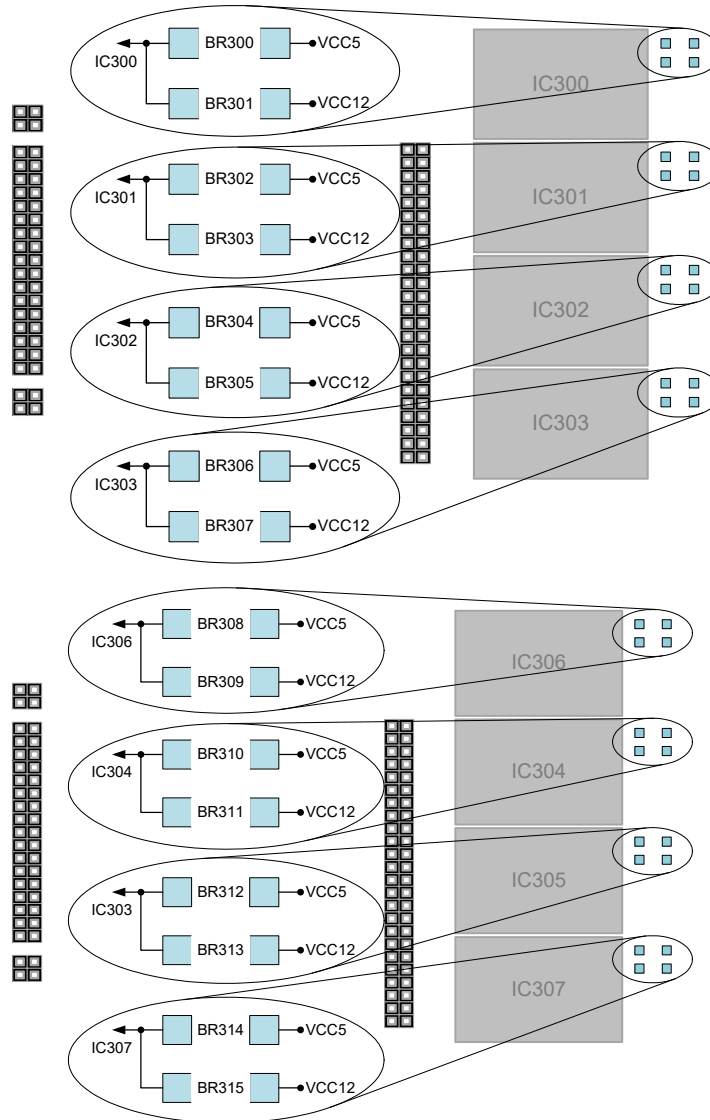 BR300
VCC5
IC300
BR301
VCC12
IC300
BR302
VCC5
IC301
BR303
VCC12
IC301
BR304
VCC5
IC302
BR305
VCC12
IC302
BR306
VCC5
IC303
BR307
VCC12
IC303
BR308
VCC5
IC306
BR309
VCC12
IC306
BR310
VCC5
IC304
BR311
VCC12
IC304
BR312
VCC5
IC303
BR313
VCC12
IC305
BR314
VCC5
IC307
BR315
VCC12
IC307